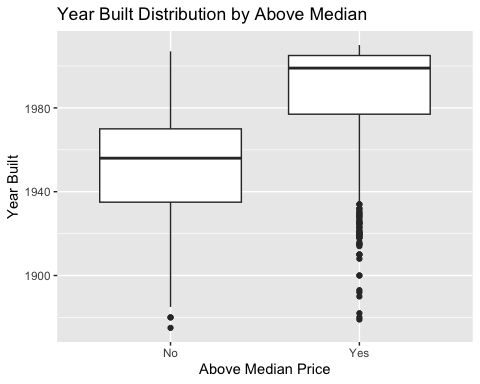 Year Built Distribution by Above Median
Year Built
1980
1940
1900
No
Yes
Above Median Price